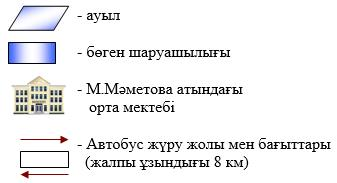 - ауыл
- бөген шаруашылығы
- М.Мәметова атындағы
орта мектебі
- Автобус жүру жолы мен бағыттары
(жалпы ұзындығы 8 км)